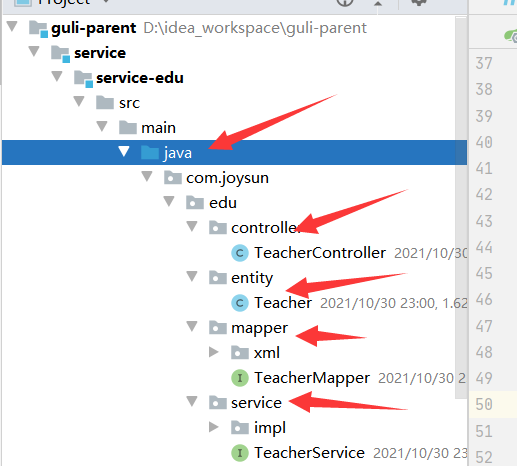 guli-parent D:\idea_workspace\guli-parent
service
service-edu
src
main
java
com.joysun
edu
controller
TeacherController 2021/10/30
entity
Teacher 2021/10/30 23:00, 1.62
mapper
xml
TeacherMapper 2021/10/30 2
service
impl
TeacherService 2021/10/30 23
37
38
39
40
41
42
43
44
45
46
47
48
49
50
51
52